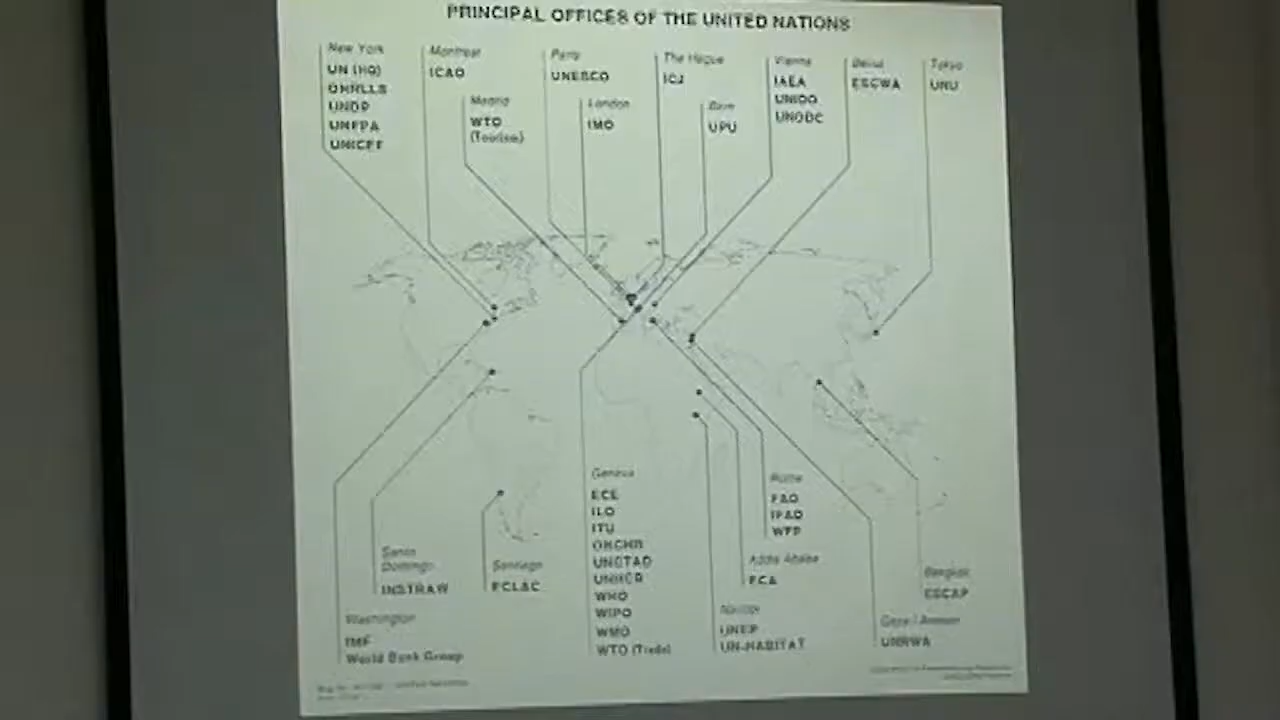 PRINCIPAL OFFICES OF THE UNITED NATIONS
New York
UN (HQ)
OHRLLS
UNDP
UNFPA
UNICEF
Montreal
ICAO
Madrid
WTO
(Tourism)
Paris
UNESCO
London
IMO
The Hague
ICJ
Bern
UPU
Vienna
IAEA
UNIDO
UNODC
Beirut
ESCWA
Tokyo
UNU
Washington
IMF
World Bank Group
Santo
Domingo
INSTRAW
Santiago
ECLAC
Geneva
ECE
ILO
ITU
OHCHR
UNCTAD
UNHCR
WHO
WIPO
WMO
WTO (Trade)
Nairobi
UNEP
UN-HABITAT
Addis Ababa
ECA
Rome
FAO
IFAD
WFP
Gaza / Amman
UNRWA
Bangkok
ESCAP